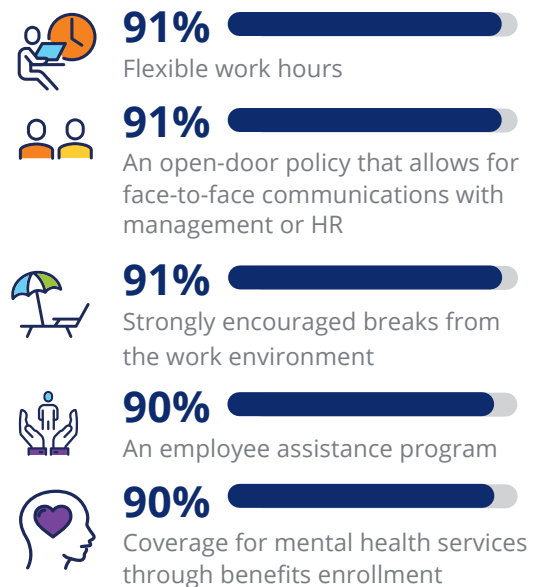 91%
Flexible work hours
91%
An open-door policy that allows for
face-to-face communications with
management or HR
91%
Strongly encouraged breaks from
the work environment
90%
An employee assistance program
90%
Coverage for mental health services
through benefits enrollment